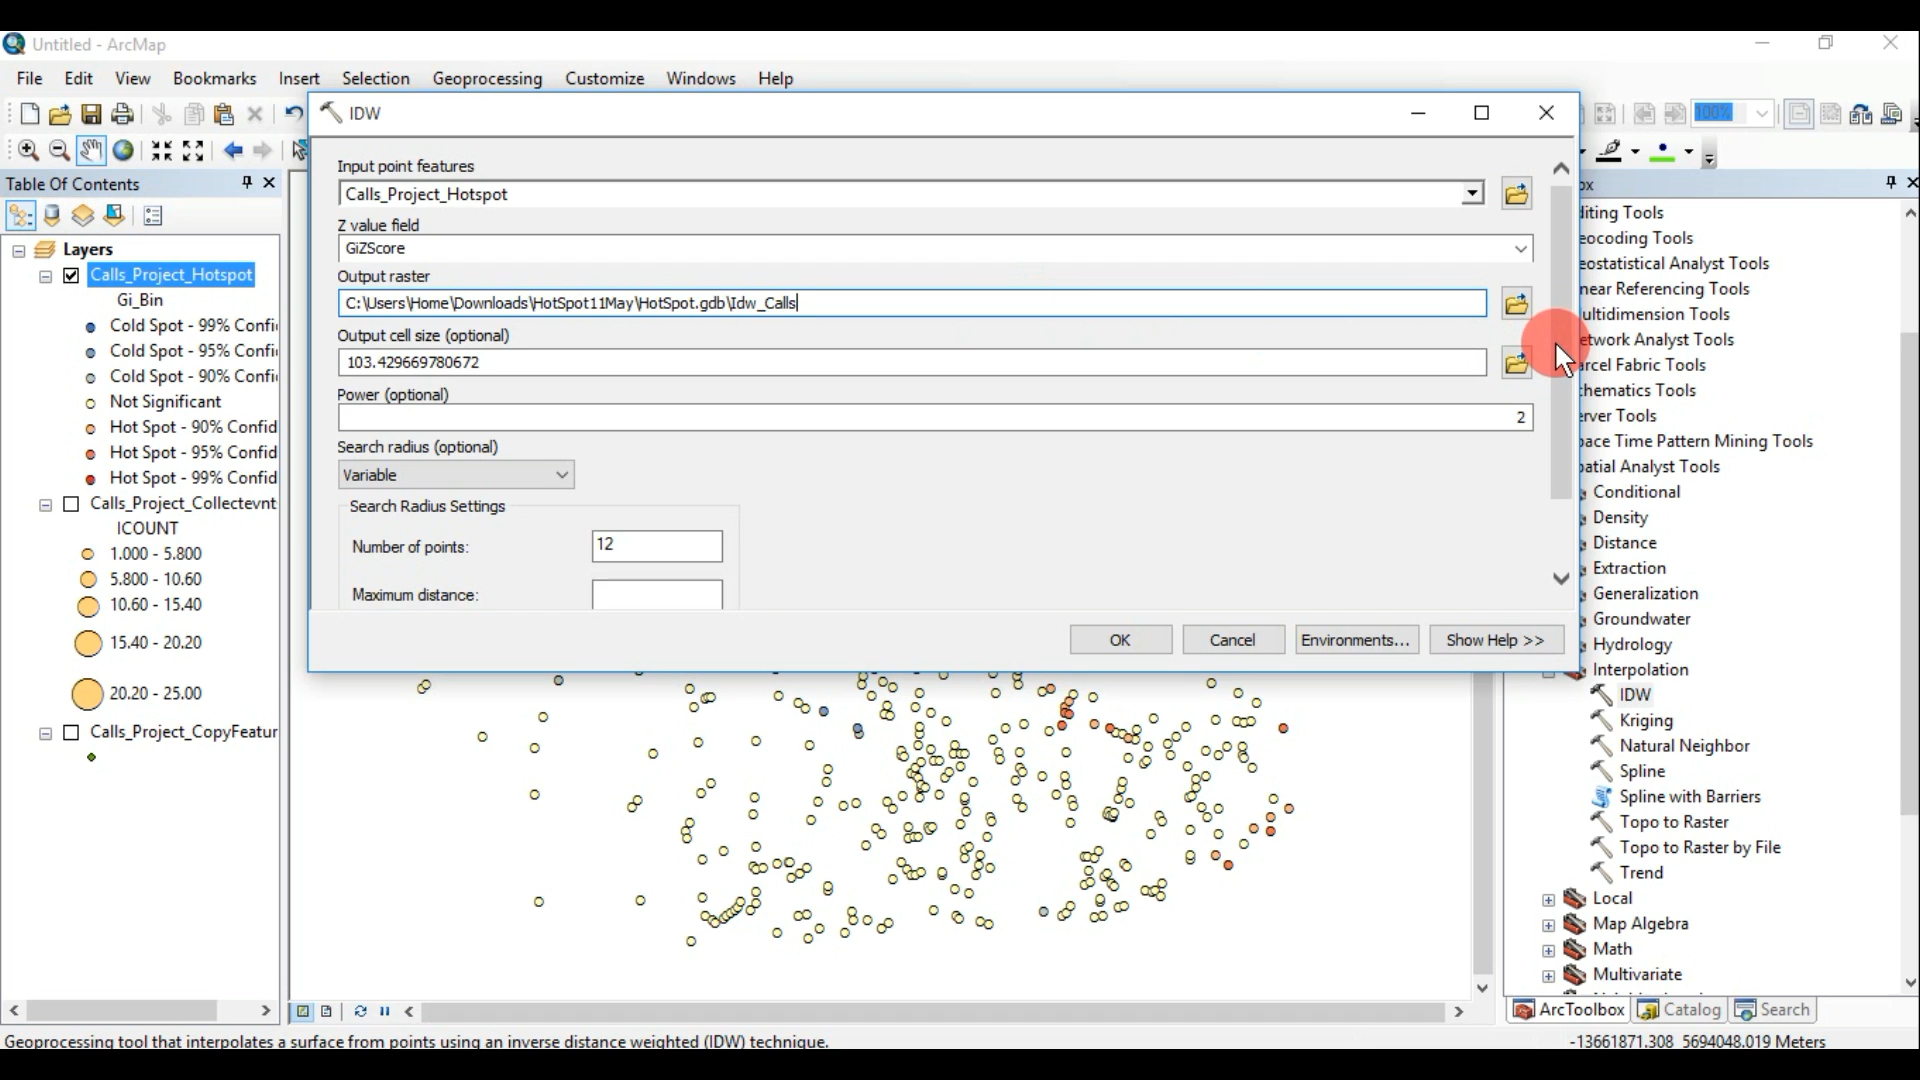 Untitled - ArcMap
File Edit View Bookmarks Insert Selection Geoprocessing Customize Windows Help
100%
Table Of Contents
Layers
Calls_Project_Hotspot
Gi_Bin
Cold Spot - 99% Confi
Cold Spot - 95% Confi
Cold Spot - 90% Confi
Not Significant
Hot Spot - 90% Confid
Hot Spot - 95% Confid
Hot Spot - 99% Confid
Calls_Project_Collectevnt
ICOUNT
1.000 - 5.800
5.800 - 10.60
10.60 - 15.40
15.40 - 20.20
20.20 - 25.00
Calls_Project_CopyFeatur
IDW
Input point features
Calls_Project_Hotspot
Z value field
GiZScore
Output raster
C:\Users\Home\Downloads\HotSpot11May\HotSpot.gdb\Idw_Calls
Output cell size (optional)
103.429669780672
Power (optional)
2
Search radius (optional)
Variable
Search Radius Settings
Number of points:
12
Maximum distance:
OK Cancel Environments... Show Help >>
ox
diting Tools
eocoding Tools
eostatistical Analyst Tools
near Referencing Tools
ultidimension Tools
etwork Analyst Tools
arcel Fabric Tools
chematics Tools
erver Tools
pace Time Pattern Mining Tools
patial Analyst Tools
Conditional
Density
Distance
Extraction
Generalization
Groundwater
Hydrology
Interpolation
IDW
Kriging
Natural Neighbor
Spline
Spline with Barriers
Topo to Raster
Topo to Raster by File
Trend
Local
Map Algebra
Math
Multivariate
ArcToolbox Catalog Search
Geoprocessing tool that interpolates a surface from points using an inverse distance weighted (IDW) technique.
-13661871.308 5694048.019 Meters